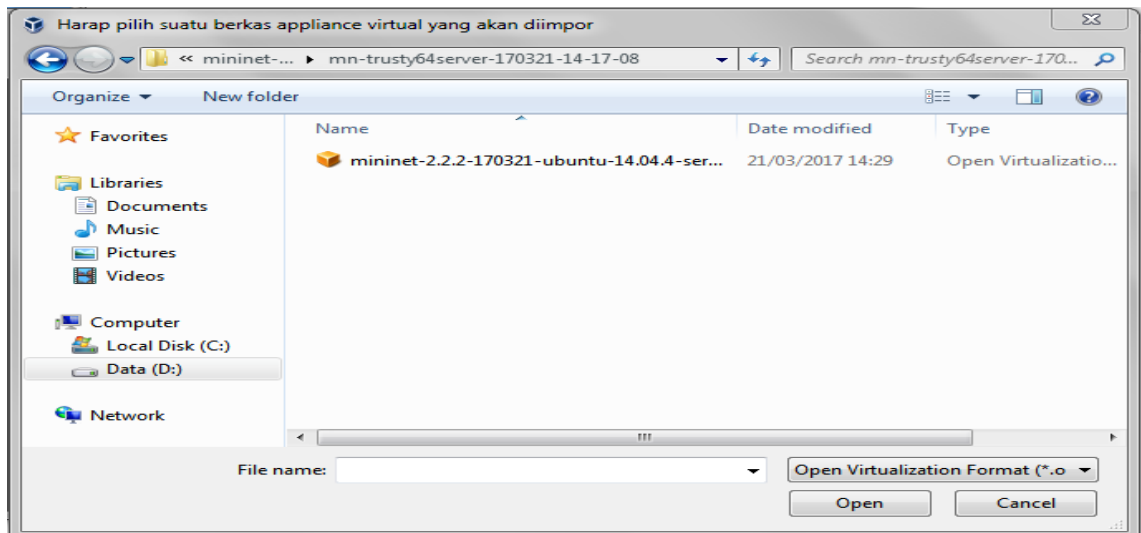 Harap pilih suatu berkas appliance virtual yang akan diimpor
« mininet-... ▸ mn-trusty64server-170321-14-17-08
Search mn-trusty64server-170...
Organize New folder
Favorites
Libraries
Documents
Music
Pictures
Videos
Computer
Local Disk (C:)
Data (D:)
Network
Name Date modified Type
mininet-2.2.2-170321-ubuntu-14.04.4-ser... 21/03/2017 14:29 Open Virtualizatio...
File name: Open Virtualization Format (*.o
Open Cancel